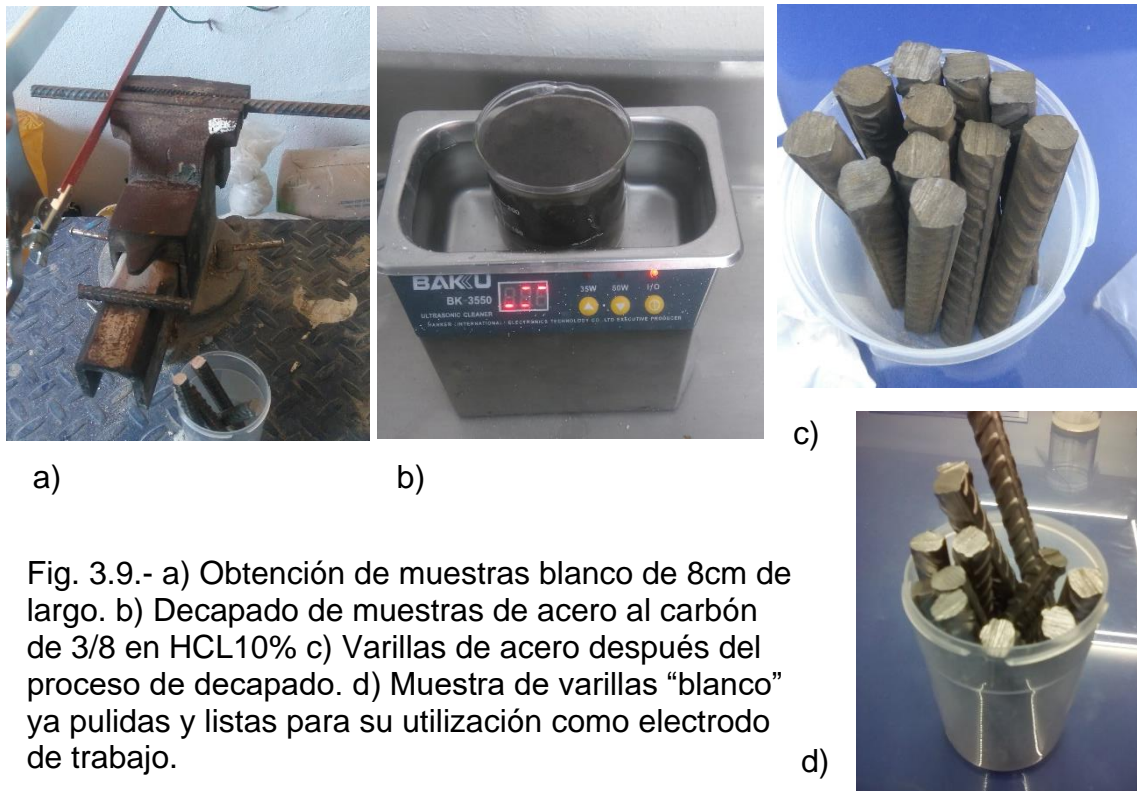 BAKU
BK-3550
35W 80W I/O
ULTRASONIC CLEANER
a)
b)
c)
d)
Fig. 3.9.- a) Obtención de muestras blanco de 8cm de
largo. b) Decapado de muestras de acero al carbón
de 3/8 en HCL10% c) Varillas de acero después del
proceso de decapado. d) Muestra de varillas “blanco”
ya pulidas y listas para su utilización como electrodo
de trabajo.